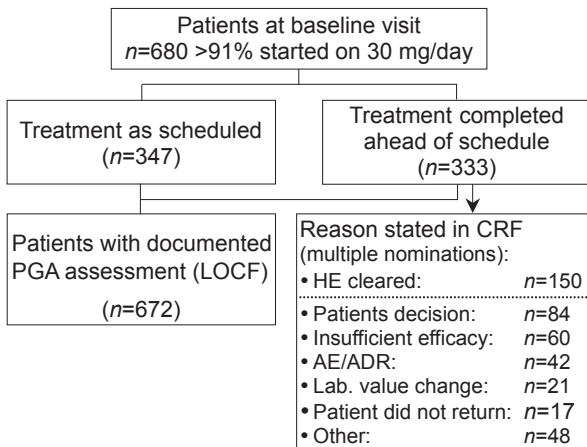 Patients at baseline visit
n=680 >91% started on 30 mg/day
Treatment as scheduled
(n=347)
Treatment completed
ahead of schedule
(n=333)
Patients with documented
PGA assessment (LOCF)
(n=672)
Reason stated in CRF
(multiple nominations):
• HE cleared: n=150
• Patients decision: n=84
• Insufficient efficacy: n=60
• AE/ADR: n=42
• Lab. value change: n=21
• Patient did not return: n=17
• Other: n=48